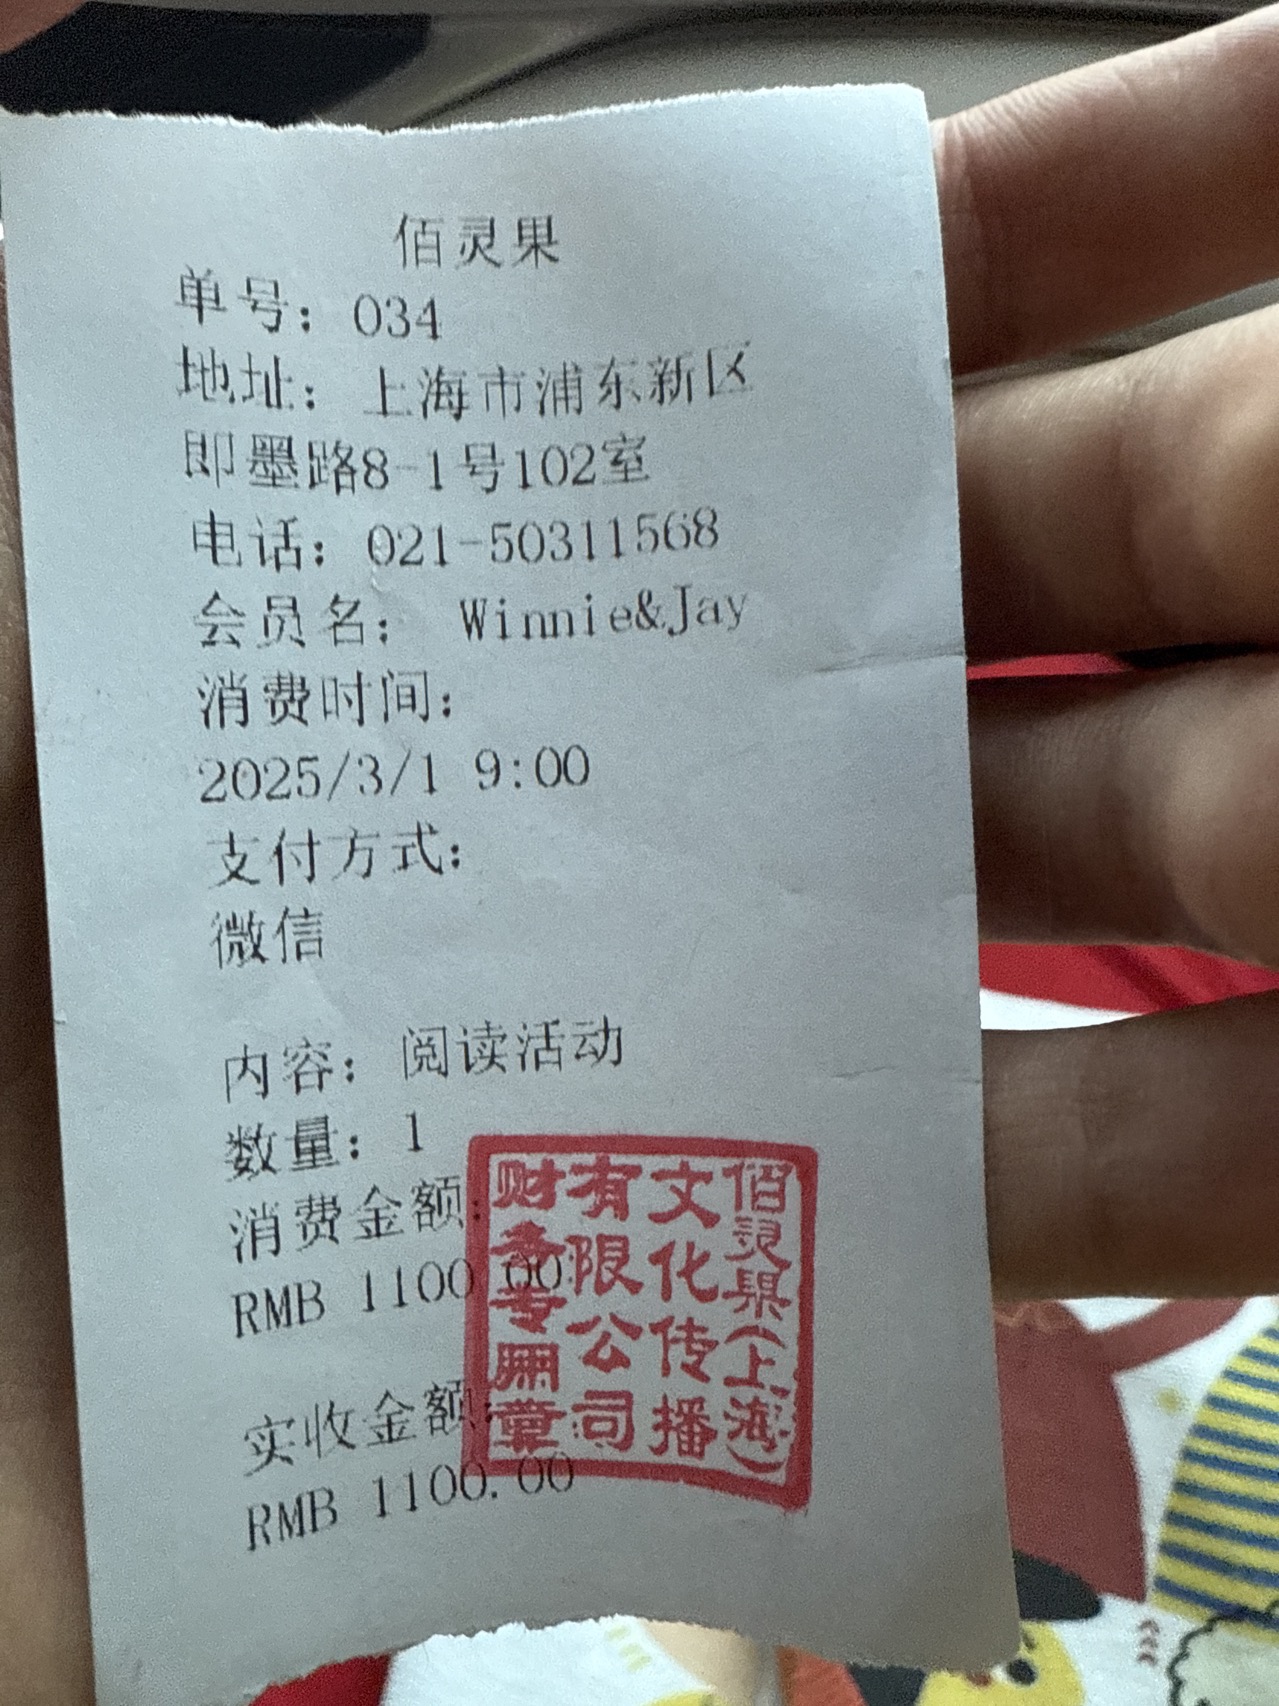 佰灵果
单号：034
地址：上海市浦东新区
即墨路8-1号102室
电话：021-50311568
会员名： Winnie&Jay
消费时间：
2025/3/1 9:00
支付方式：
微信
内容：阅读活动
数量：1
消费金额：
RMB 1100.00
实收金额：
RMB 1100.00
佰灵果(上海)
文化传播
有限公司
财务专用章